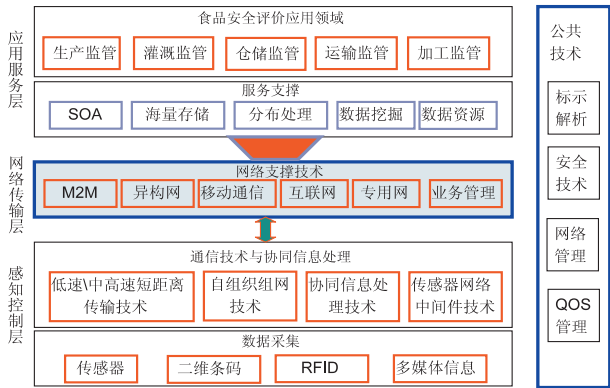 应用服务层
食品安全评价应用领域
生产监管 灌溉监管 仓储监管 运输监管 加工监管
服务支撑
SOA 海量存储 分布处理 数据挖掘 数据资源
网络传输层
网络支撑技术
M2M 异构网 移动通信 互联网 专用网 业务管理
感知控制层
通信技术与协同信息处理
低速\中高速短距离
传输技术
自组织组网
技术
协同信息处
理技术
传感器网络
中间件技术
数据采集
传感器 二维条码 RFID 多媒体信息
公共
技术
标示
解析
安全
技术
网络
管理
QOS
管理